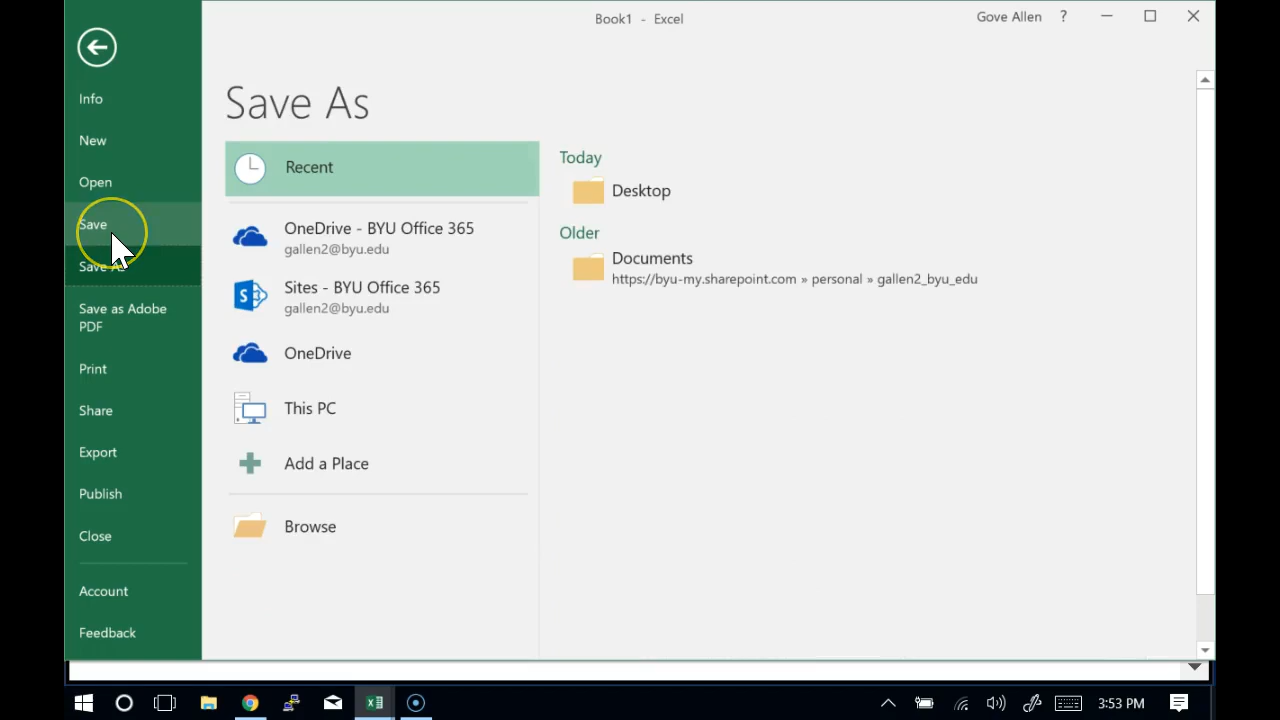 Book1 - Excel
Gove Allen ?
Info
New
Open
Save
Save As
Save as Adobe
PDF
Print
Share
Export
Publish
Close
Account
Feedback
Save As
Recent
OneDrive - BYU Office 365
gallen2@byu.edu
Sites - BYU Office 365
gallen2@byu.edu
OneDrive
This PC
Add a Place
Browse
Today
Desktop
Older
Documents
https://byu-my.sharepoint.com » personal » gallen2_byu_edu
3:53 PM